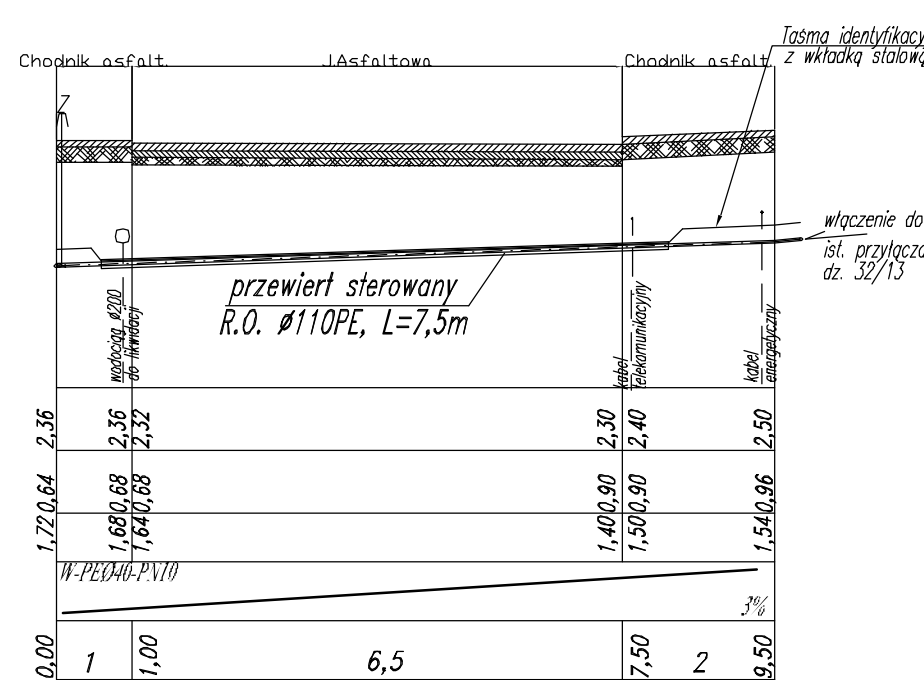 Taśma identyfikacy
z wkładką stalową
Chodnik asfalt.
J.Asfaltowa
Chodnik asfalt.
włączenie do
ist. przyłącza
dz. 32/13
przewiert sterowany
R.O. ø110PE, L=7,5m
wodociąg ø200
do likwidacji
kabel
telekamunikacyjny
kabel
energetyczny
2,36 2,36 2,32 2,30 2,40 2,50
0,64 0,68 0,68 0,90 0,90 0,96
1,72 1,68 1,64 1,40 1,50 1,54
W-PEØ40-PN10
3%
0,00 1 1,00 6,5 7,50 2 9,50